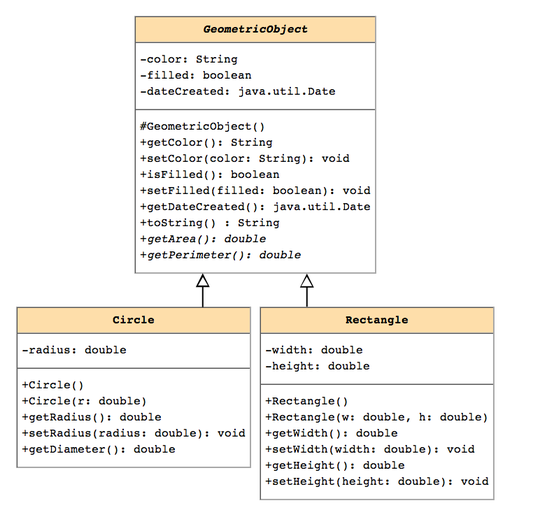 GeometricObject
-color: String
-filled: boolean
-dateCreated: java.util.Date
#GeometricObject()
+getColor(): String
+setColor(color: String): void
+isFilled(): boolean
+setFilled(filled: boolean): void
+getDateCreated(): java.util.Date
+toString() : String
+getArea(): double
+getPerimeter(): double
Circle
-radius: double
+Circle()
+Circle(r: double)
+getRadius(): double
+setRadius(radius: double): void
+getDiameter(): double
Rectangle
-width: double
-height: double
+Rectangle()
+Rectangle(w: double, h: double)
+getWidth(): double
+setWidth(width: double): void
+getHeight(): double
+setHeight(height: double): void